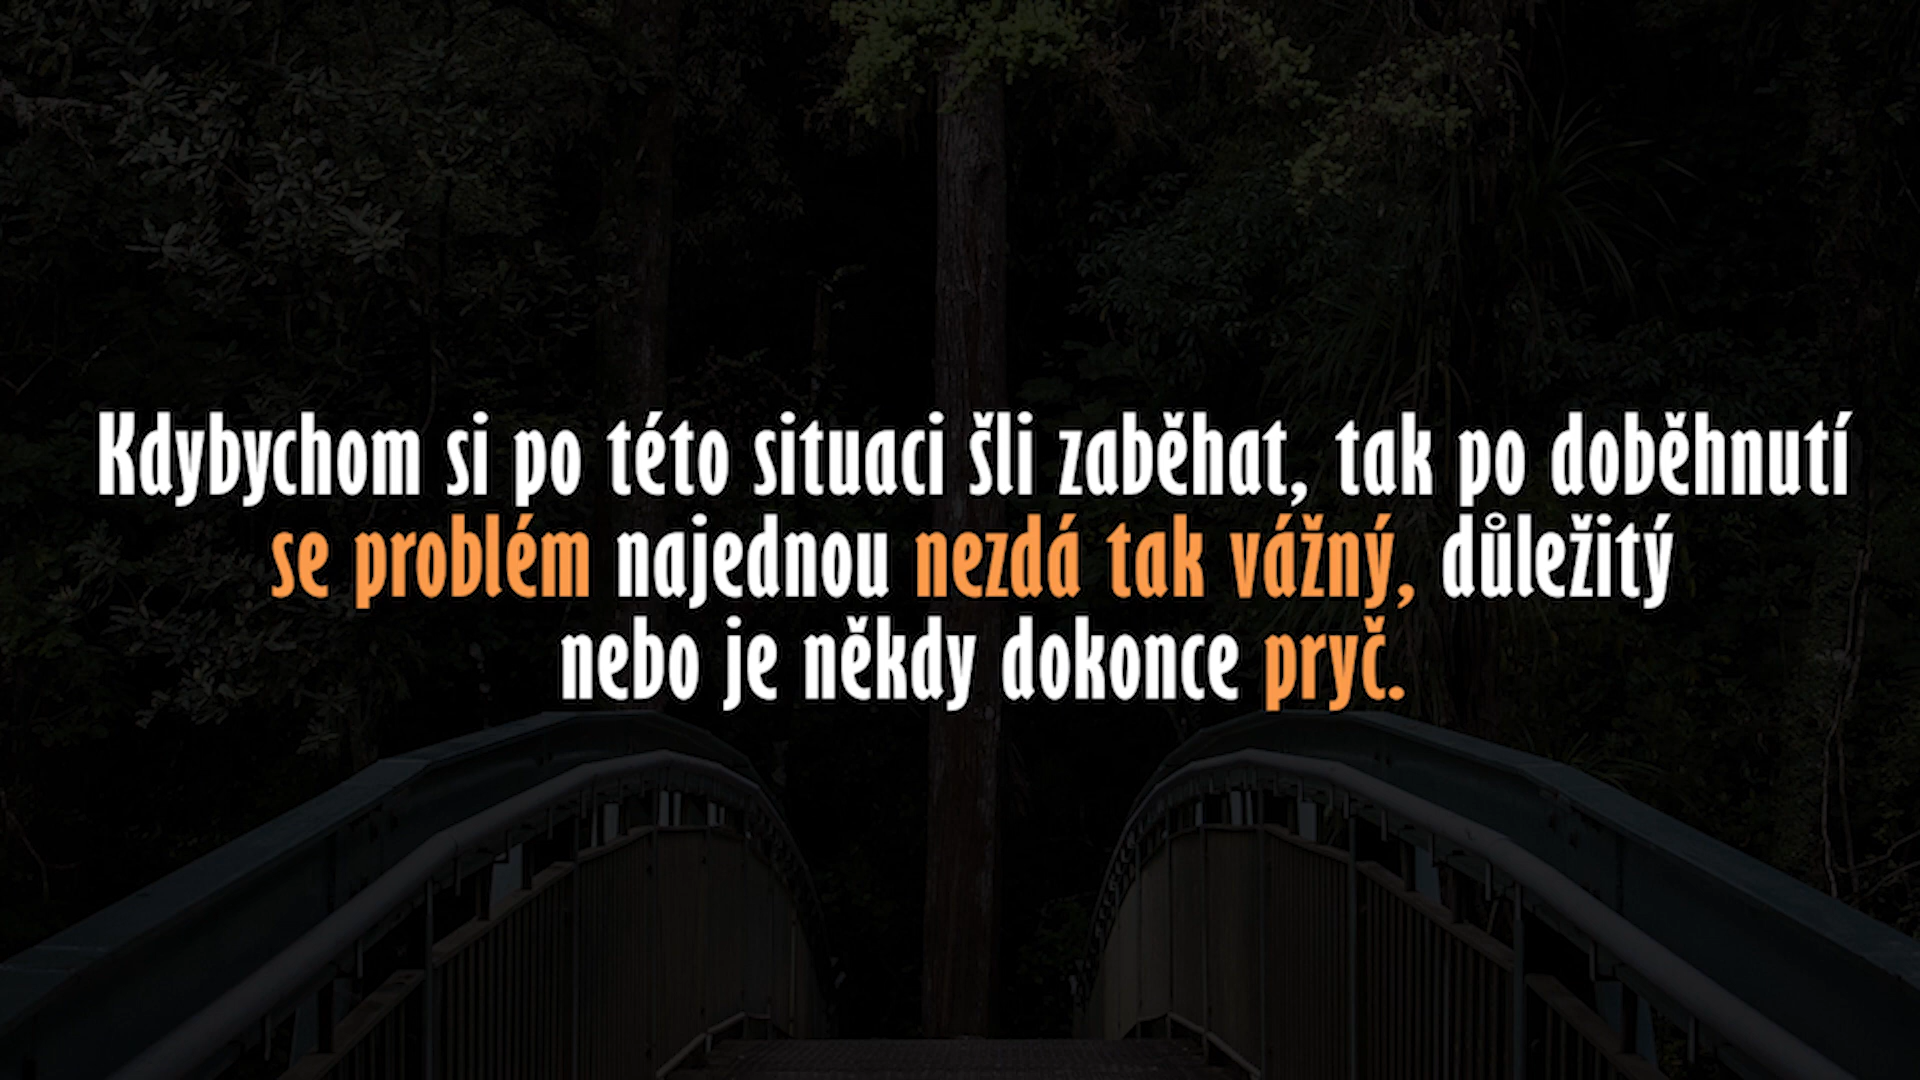 Kdybychom si po této situaci šli zaběhat, tak po doběhnutí
se problém najednou nezdá tak vážný, důležitý
nebo je někdy dokonce pryč.